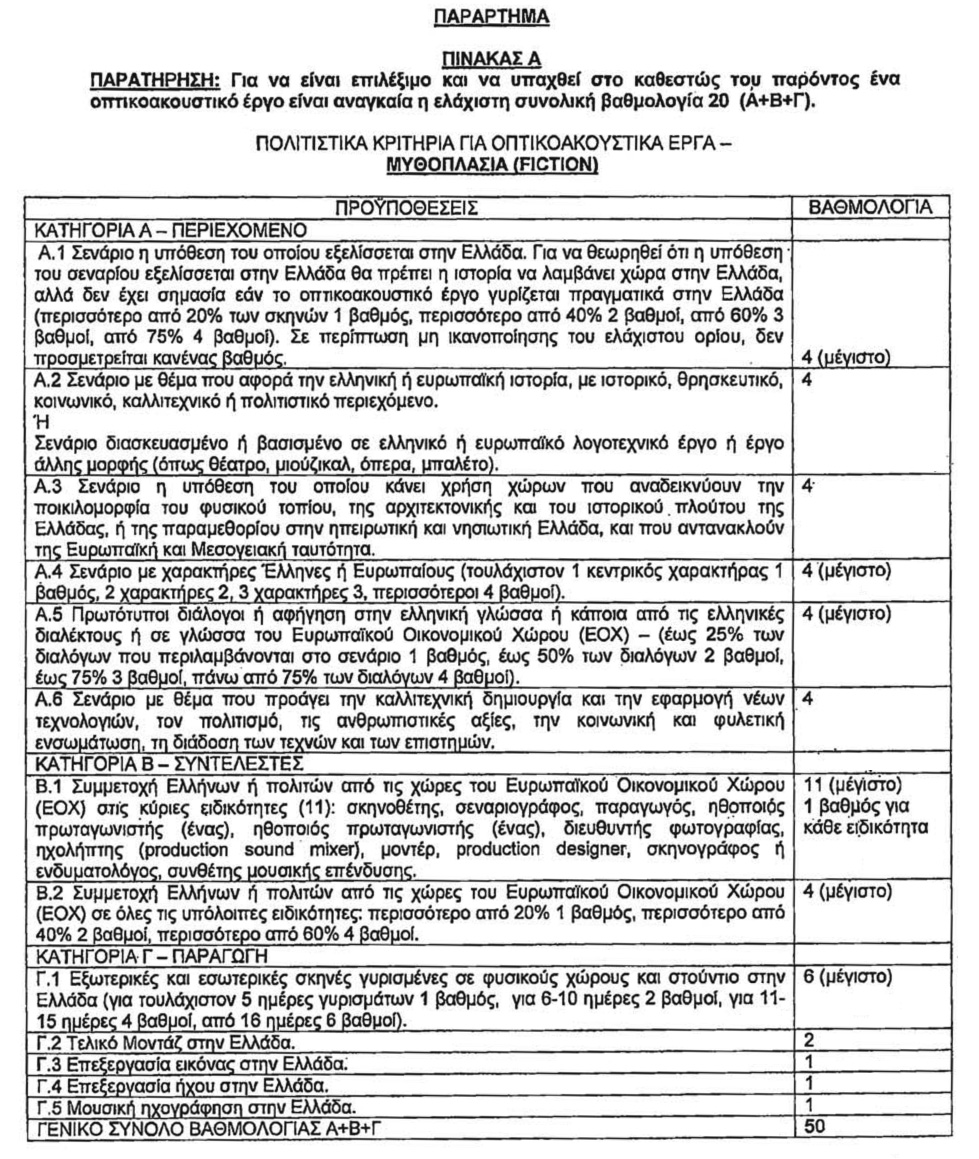 ΠΑΡΑΡΤΗΜΑ
ΠΙΝΑΚΑΣ Α
ΠΑΡΑΤΗΡΗΣΗ: Για να είναι επιλέξιμο και να υπαχθεί στο καθεστώς του παρόντος ένα
οπτικοακουστικό έργο είναι αναγκαία η ελάχιστη συνολική βαθμολογία 20 (Α+Β+Γ).
ΠΟΛΙΤΙΣΤΙΚΑ ΚΡΙΤΗΡΙΑ ΓΙΑ ΟΠΤΙΚΟΑΚΟΥΣΤΙΚΑ ΕΡΓΑ –
ΜΥΘΟΠΛΑΣΙΑ (FICTION)
ΠΡΟΫΠΟΘΕΣΕΙΣ ΒΑΘΜΟΛΟΓΙΑ
ΚΑΤΗΓΟΡΙΑ Α – ΠΕΡΙΕΧΟΜΕΝΟ
Α.1 Σενάριο η υπόθεση του οποίου εξελίσσεται στην Ελλάδα. Για να θεωρηθεί ότι η υπόθεση
του σεναρίου εξελίσσεται στην Ελλάδα θα πρέπει η ιστορία να λαμβάνει χώρα στην Ελλάδα,
αλλά δεν έχει σημασία εάν το οπτικοακουστικό έργο γυρίζεται πραγματικά στην Ελλάδα
(περισσότερο από 20% των σκηνών 1 βαθμός, περισσότερο από 40% 2 βαθμοί, από 60% 3
βαθμοί, από 75% 4 βαθμοί). Σε περίπτωση μη ικανοποίησης του ελάχιστου ορίου, δεν
προσμετρείται κανένας βαθμός. 4 (μέγιστο)
Α.2 Σενάριο με θέμα που αφορά την ελληνική ή ευρωπαϊκή ιστορία, με ιστορικό, θρησκευτικό, 4
κοινωνικό, καλλιτεχνικό ή πολιτιστικό περιεχόμενο.
Ή
Σενάριο διασκευασμένο ή βασισμένο σε ελληνικό ή ευρωπαϊκό λογοτεχνικό έργο ή έργο
άλλης μορφής (όπως θέατρο, μιούζικαλ, όπερα, μπαλέτο).
Α.3 Σενάριο η υπόθεση του οποίου κάνει χρήση χώρων που αναδεικνύουν την 4
ποικιλομορφία του φυσικού τοπίου, της αρχιτεκτονικής και του ιστορικού πλούτου της
Ελλάδας, ή της παραμεθορίου στην ηπειρωτική και νησιωτική Ελλάδα, και που αντανακλούν
της Ευρωπαϊκή και Μεσογειακή ταυτότητα.
Α.4 Σενάριο με χαρακτήρες Έλληνες ή Ευρωπαίους (τουλάχιστον 1 κεντρικός χαρακτήρας 1 4 (μέγιστο)
βαθμός, 2 χαρακτήρες 2, 3 χαρακτήρες 3, περισσότεροι 4 βαθμοί).
Α.5 Πρωτότυποι διάλογοι ή αφήγηση στην ελληνική γλώσσα ή κάποια από τις ελληνικές 4 (μέγιστο)
διαλέκτους ή σε γλώσσα του Ευρωπαϊκού Οικονομικού Χώρου (ΕΟΧ) – (έως 25% των
διαλόγων που περιλαμβάνονται στο σενάριο 1 βαθμός, έως 50% των διαλόγων 2 βαθμοί,
έως 75% 3 βαθμοί, πάνω από 75% των διαλόγων 4 βαθμοί).
Α.6 Σενάριο με θέμα που προάγει την καλλιτεχνική δημιουργία και την εφαρμογή νέων 4
τεχνολογιών, τον πολιτισμό, τις ανθρωπιστικές αξίες, την κοινωνική και φυλετική
ενσωμάτωση, τη διάδοση των τεχνών και των επιστημών.
ΚΑΤΗΓΟΡΙΑ Β – ΣΥΝΤΕΛΕΣΤΕΣ
Β.1 Συμμετοχή Ελλήνων ή πολιτών από τις χώρες του Ευρωπαϊκού Οικονομικού Χώρου 11 (μέγιστο)
(ΕΟΧ) στις κύριες ειδικότητες (11): σκηνοθέτης, σεναριογράφος, παραγωγός, ηθοποιός 1 βαθμός για
πρωταγωνιστής (ένας), ηθοποιός πρωταγωνιστής (ένας), διευθυντής φωτογραφίας, κάθε ειδικότητα
ηχολήπτης (production sound mixer), μοντέρ, production designer, σκηνογράφος ή
ενδυματολόγος, συνθέτης μουσικής επένδυσης.
Β.2 Συμμετοχή Ελλήνων ή πολιτών από τις χώρες του Ευρωπαϊκού Οικονομικού Χώρου 4 (μέγιστο)
(ΕΟΧ) σε όλες τις υπόλοιπες ειδικότητες: περισσότερο από 20% 1 βαθμός, περισσότερο από
40% 2 βαθμοί, περισσότερο από 60% 4 βαθμοί.
ΚΑΤΗΓΟΡΙΑ Γ – ΠΑΡΑΓΩΓΗ
Γ.1 Εξωτερικές και εσωτερικές σκηνές γυρισμένες σε φυσικούς χώρους και στούντιο στην 6 (μέγιστο)
Ελλάδα (για τουλάχιστον 5 ημέρες γυρισμάτων 1 βαθμός, για 6-10 ημέρες 2 βαθμοί, για 11-
15 ημέρες 4 βαθμοί, από 16 ημέρες 6 βαθμοί).
Γ.2 Τελικό Μοντάζ στην Ελλάδα. 2
Γ.3 Επεξεργασία εικόνας στην Ελλάδα. 1
Γ.4 Επεξεργασία ήχου στην Ελλάδα. 1
Γ.5 Μουσική ηχογράφηση στην Ελλάδα. 1
ΓΕΝΙΚΟ ΣΥΝΟΛΟ ΒΑΘΜΟΛΟΓΙΑΣ Α+Β+Γ 50